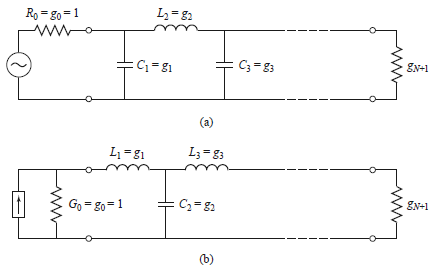 R₀ = g₀ = 1
L₂ = g₂
C₁ = g₁
C₃ = g₃
gN+1
(a)
L₁ = g₁
L₃ = g₃
G₀ = g₀ = 1
C₂ = g₂
gN+1
(b)